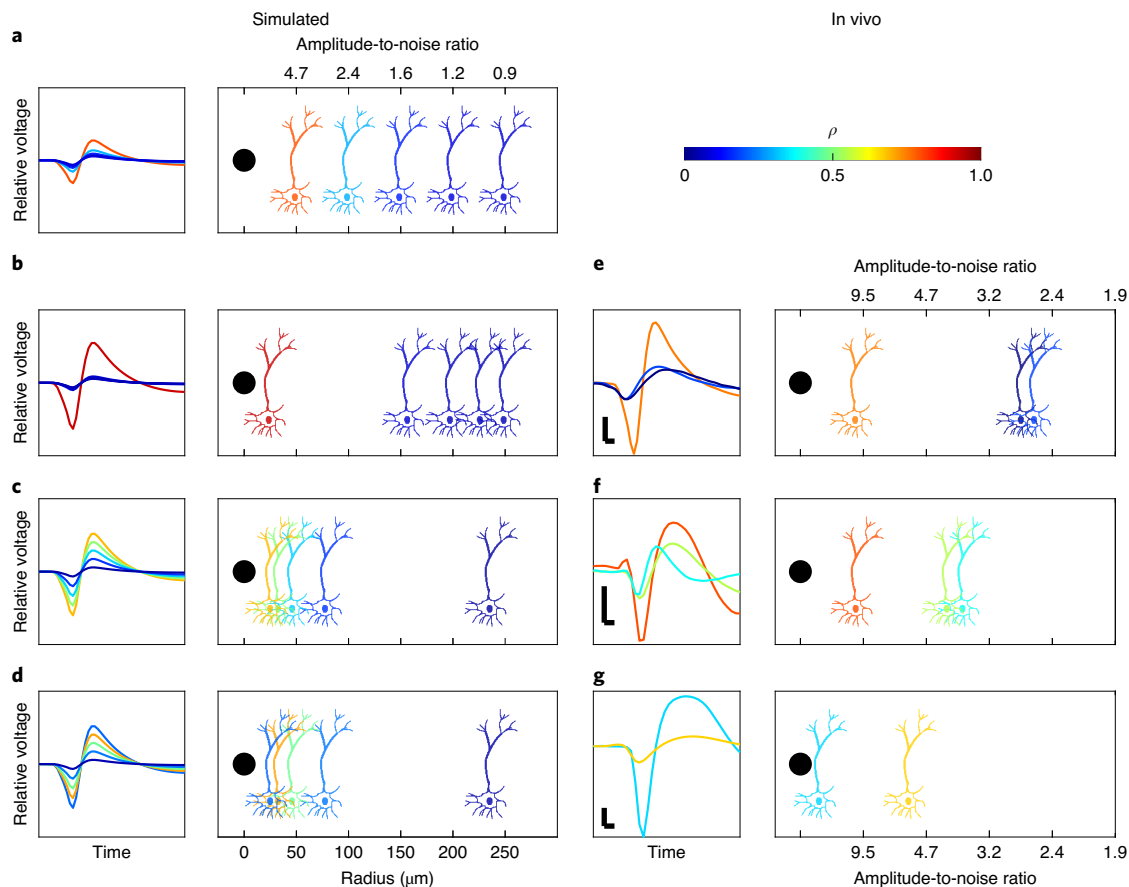 Simulated
In vivo
a
Amplitude-to-noise ratio
4.7 2.4 1.6 1.2 0.9
Relative voltage
ρ
0 0.5 1.0
b
Relative voltage
e
Amplitude-to-noise ratio
9.5 4.7 3.2 2.4 1.9
c
Relative voltage
f
d
Relative voltage
Time
0 50 100 150 200 250
Radius (μm)
g
Time
9.5 4.7 3.2 2.4 1.9
Amplitude-to-noise ratio